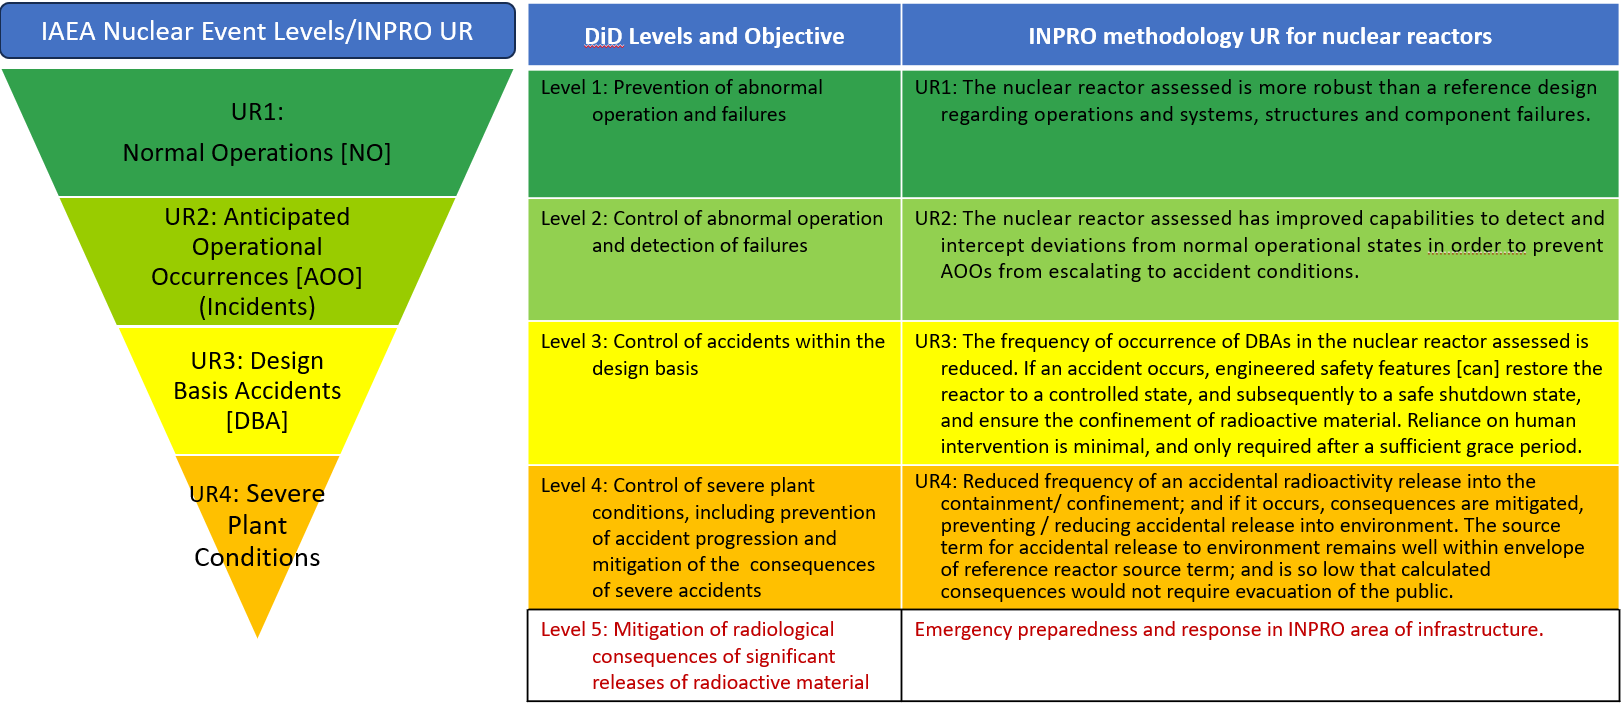 IAEA Nuclear Event Levels/INPRO UR
UR1:
Normal Operations [NO]
UR2: Anticipated
Operational
Occurrences [AOO]
(Incidents)
UR3: Design
Basis Accidents
[DBA]
UR4: Severe
Plant
Conditions
DiD Levels and Objective
INPRO methodology UR for nuclear reactors
Level 1: Prevention of abnormal
operation and failures
UR1: The nuclear reactor assessed is more robust than a reference design
regarding operations and systems, structures and component failures.
Level 2: Control of abnormal operation
and detection of failures
UR2: The nuclear reactor assessed has improved capabilities to detect and
intercept deviations from normal operational states in order to prevent
AOOs from escalating to accident conditions.
Level 3: Control of accidents within the
design basis
UR3: The frequency of occurrence of DBAs in the nuclear reactor assessed is
reduced. If an accident occurs, engineered safety features [can] restore the
reactor to a controlled state, and subsequently to a safe shutdown state,
and ensure the confinement of radioactive material. Reliance on human
intervention is minimal, and only required after a sufficient grace period.
Level 4: Control of severe plant
conditions, including prevention
of accident progression and
mitigation of the consequences
of severe accidents
UR4: Reduced frequency of an accidental radioactivity release into the
containment/ confinement; and if it occurs, consequences are mitigated,
preventing / reducing accidental release into environment. The source
term for accidental release to environment remains well within envelope
of reference reactor source term; and is so low that calculated
consequences would not require evacuation of the public.
Level 5: Mitigation of radiological
consequences of significant
releases of radioactive material
Emergency preparedness and response in INPRO area of infrastructure.